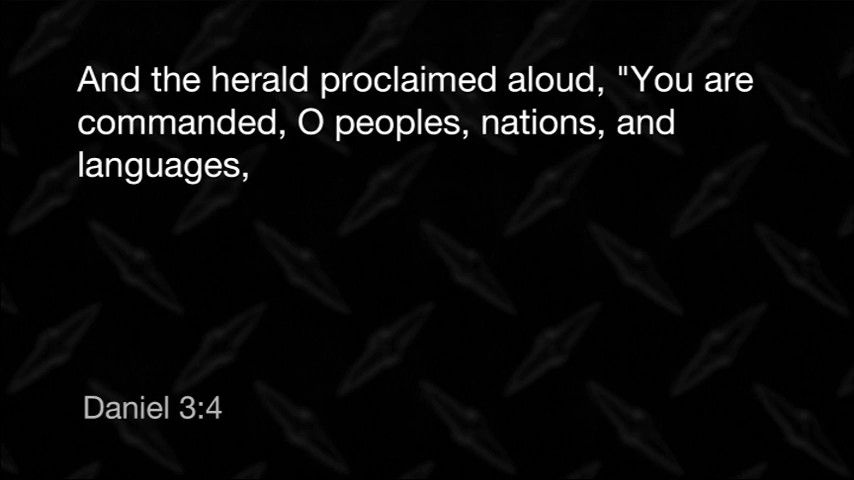 And the herald proclaimed aloud, "You are
commanded, O peoples, nations, and
languages,
Daniel 3:4